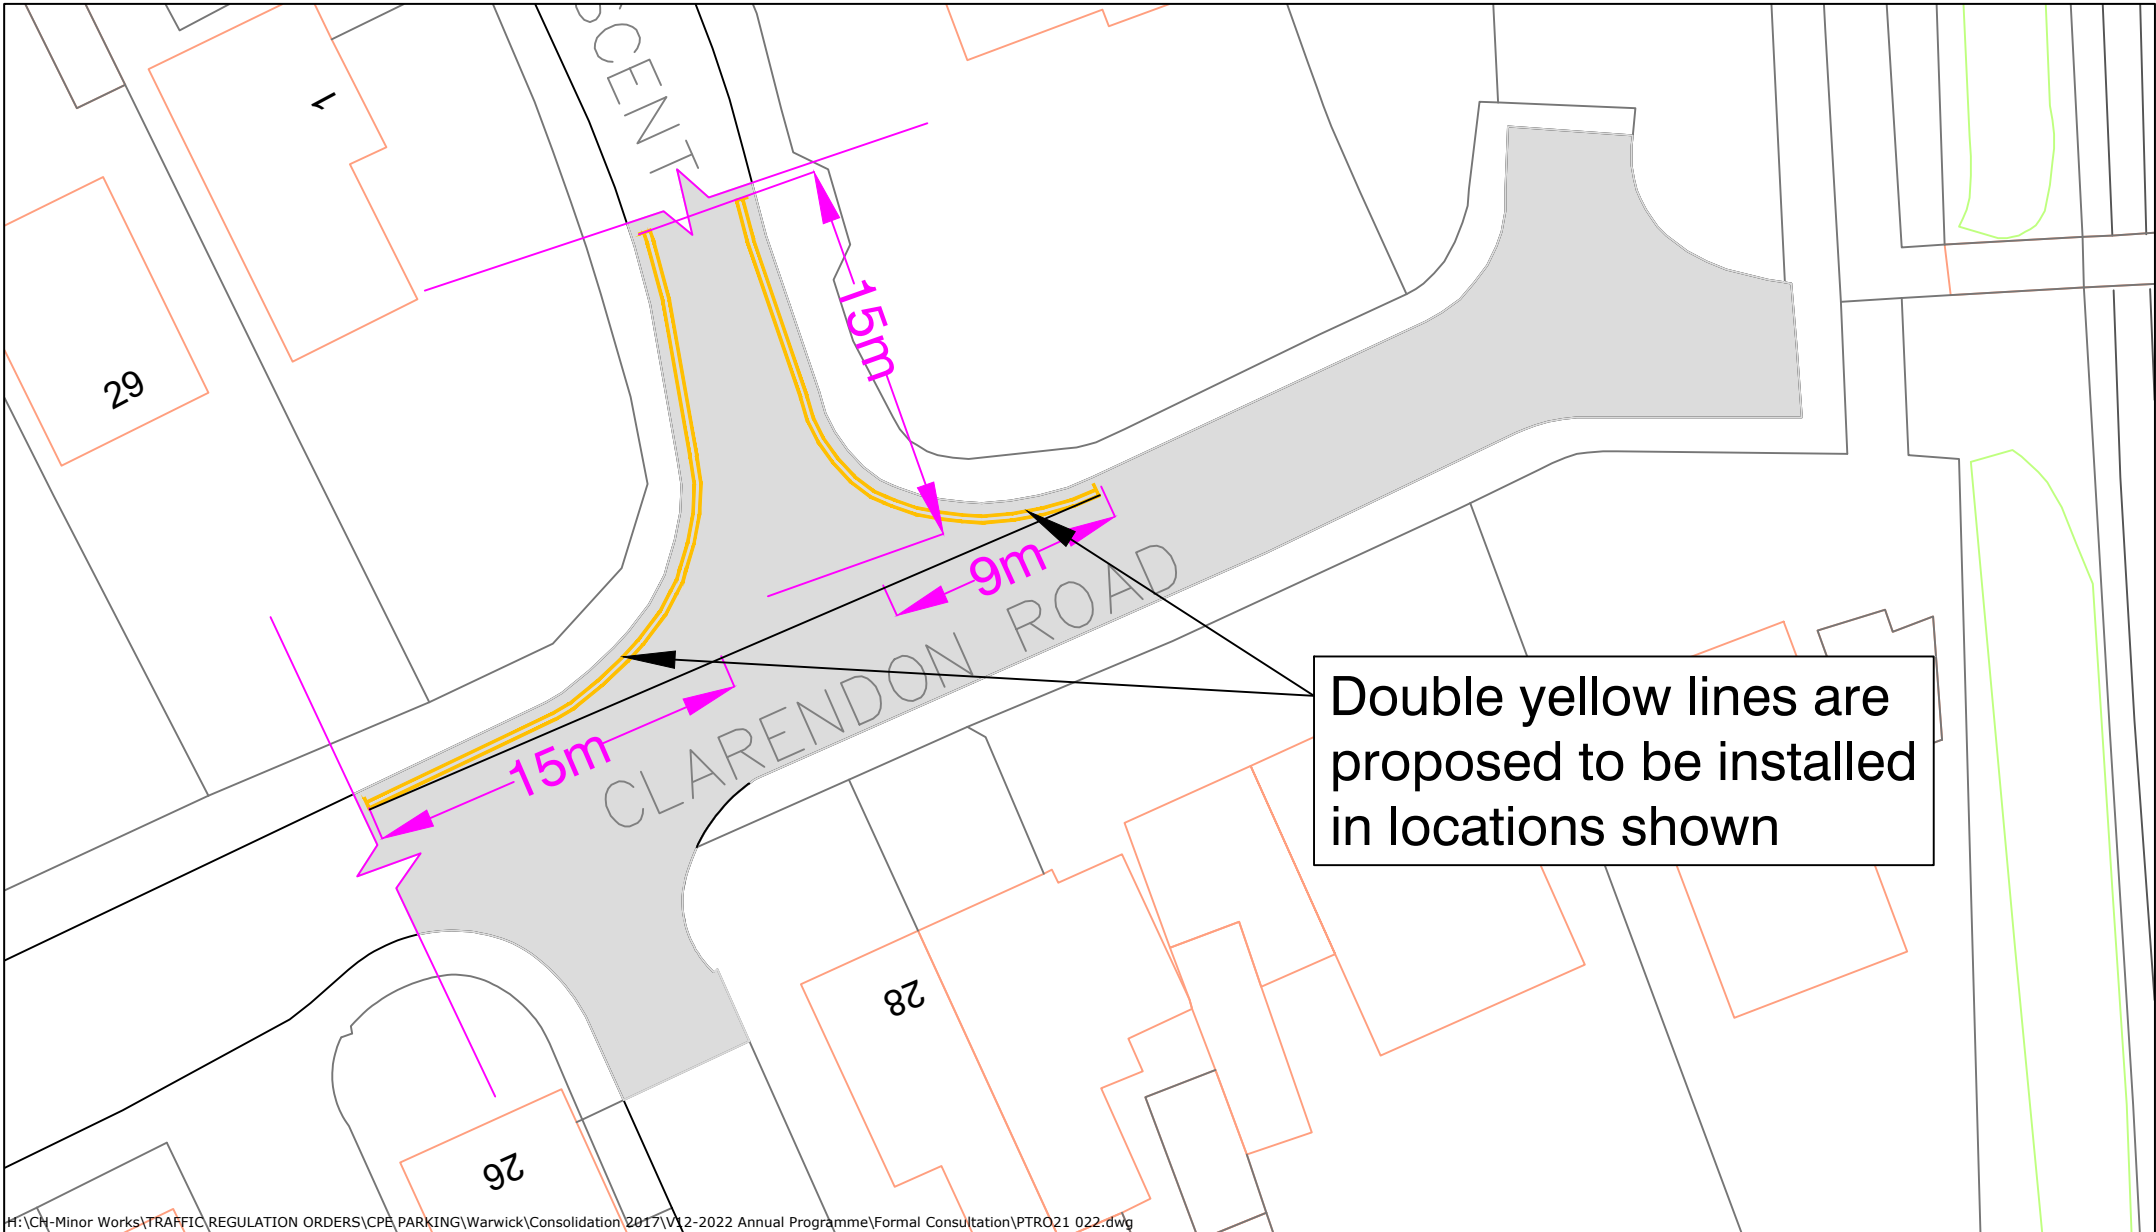 SCENT
1
29
15m
9m
15m
CLARENDON ROAD
Double yellow lines are
proposed to be installed
in locations shown
28
26
H:\CH-Minor Works\TRAFFIC REGULATION ORDERS\CPE PARKING\Warwick\Consolidation 2017\V12-2022 Annual Programme\Formal Consultation\PTRO21 022.dwg